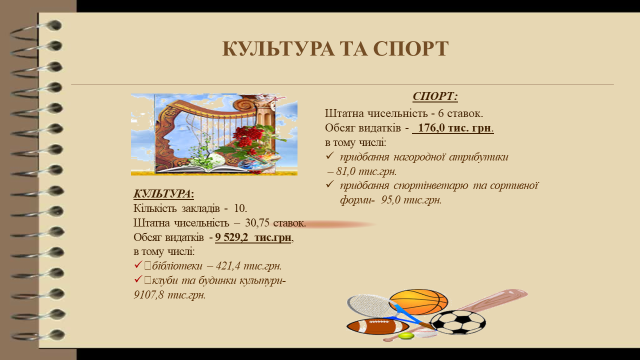 КУЛЬТУРА ТА СПОРТ
СПОРТ:
Штатна чисельність - 6 ставок.
Обсяг видатків - 176,0 тис. грн.
в тому числі:
✓ придбання нагородної атрибутики
– 81,0 тис.грн.
✓ придбання спортінветарю та сортивної
форми- 95,0 тис.грн.
КУЛЬТУРА:
Кількість закладів - 10.
Штатна чисельність – 30,75 ставок.
Обсяг видатків - 9 529,2 тис.грн.
в тому числі:
✓ бібліотеки – 421,4 тис.грн.
✓ клуби та будинки культури-
9107,8 тис.грн.